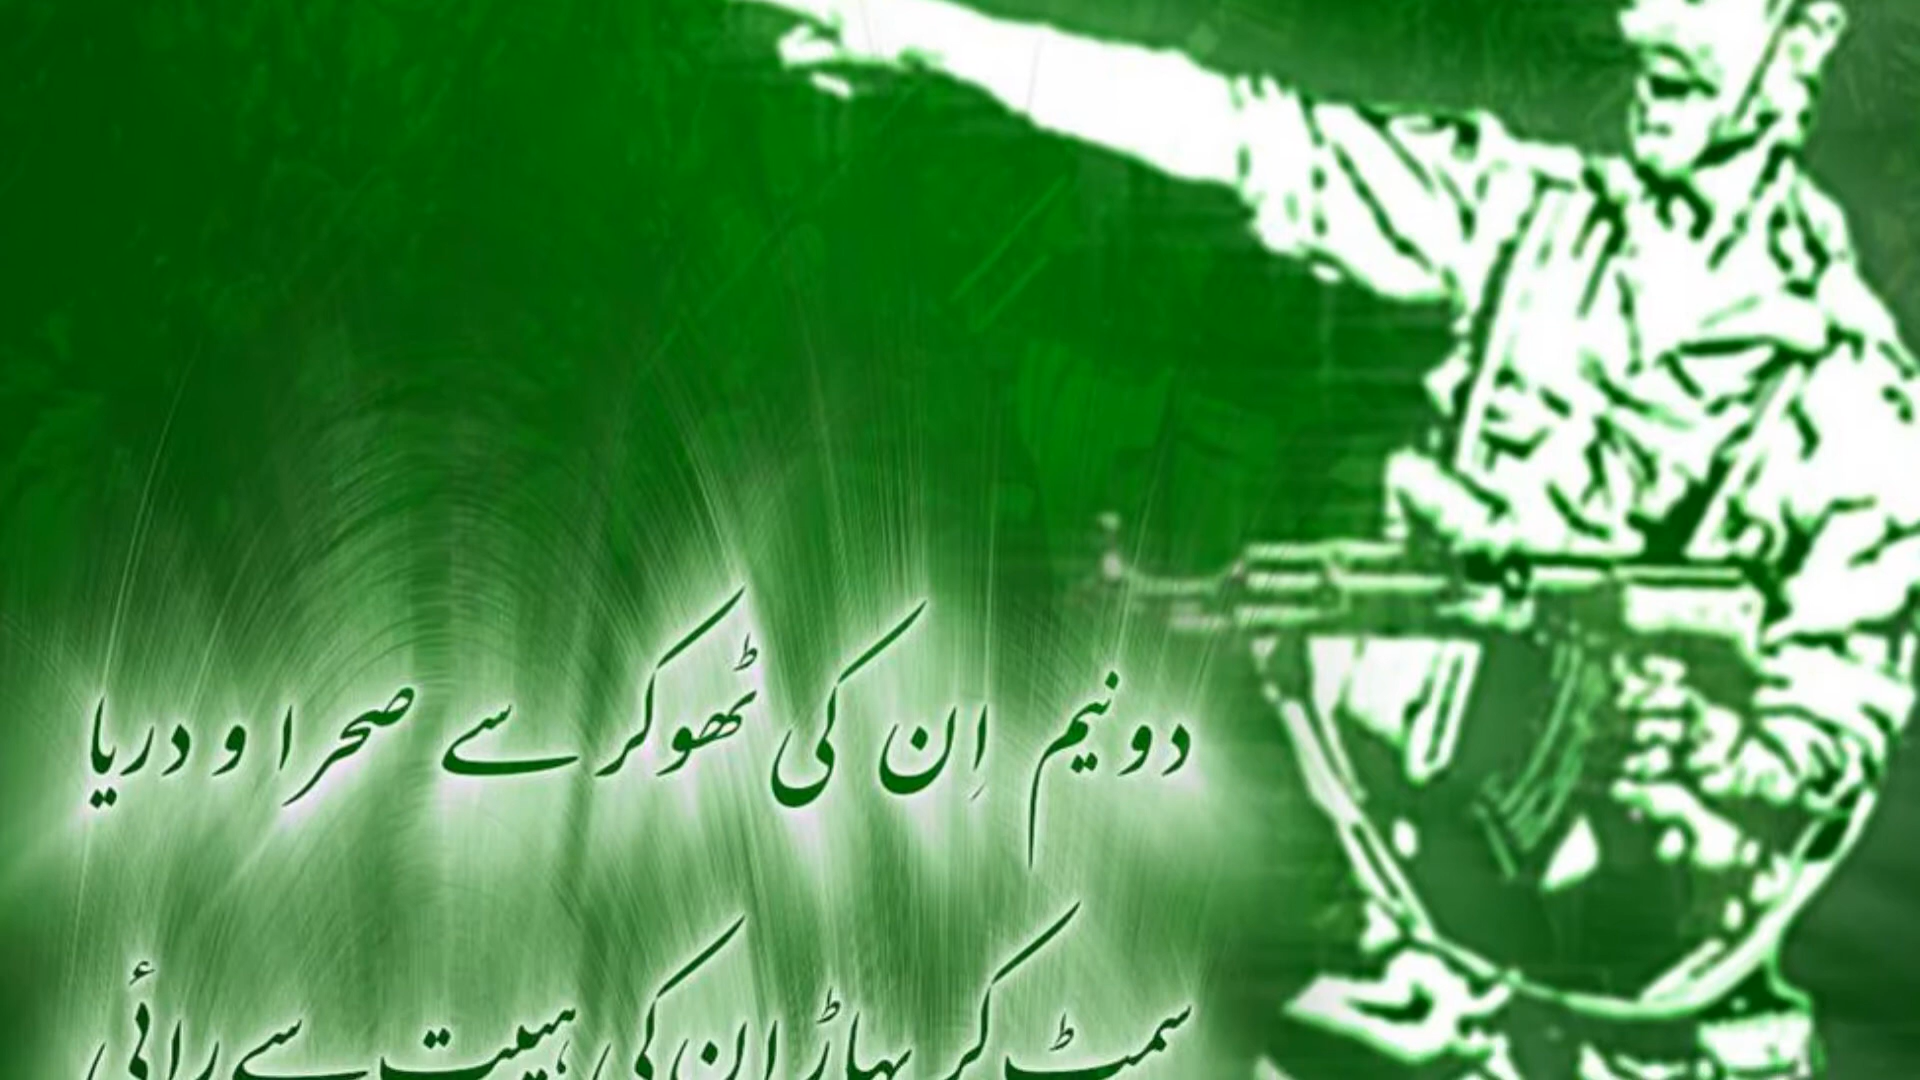 دو نیم اِن کی ٹھوکر سے صحرا و دریا
سمٹ کر پہاڑ ان کی ہیبت سے رائی